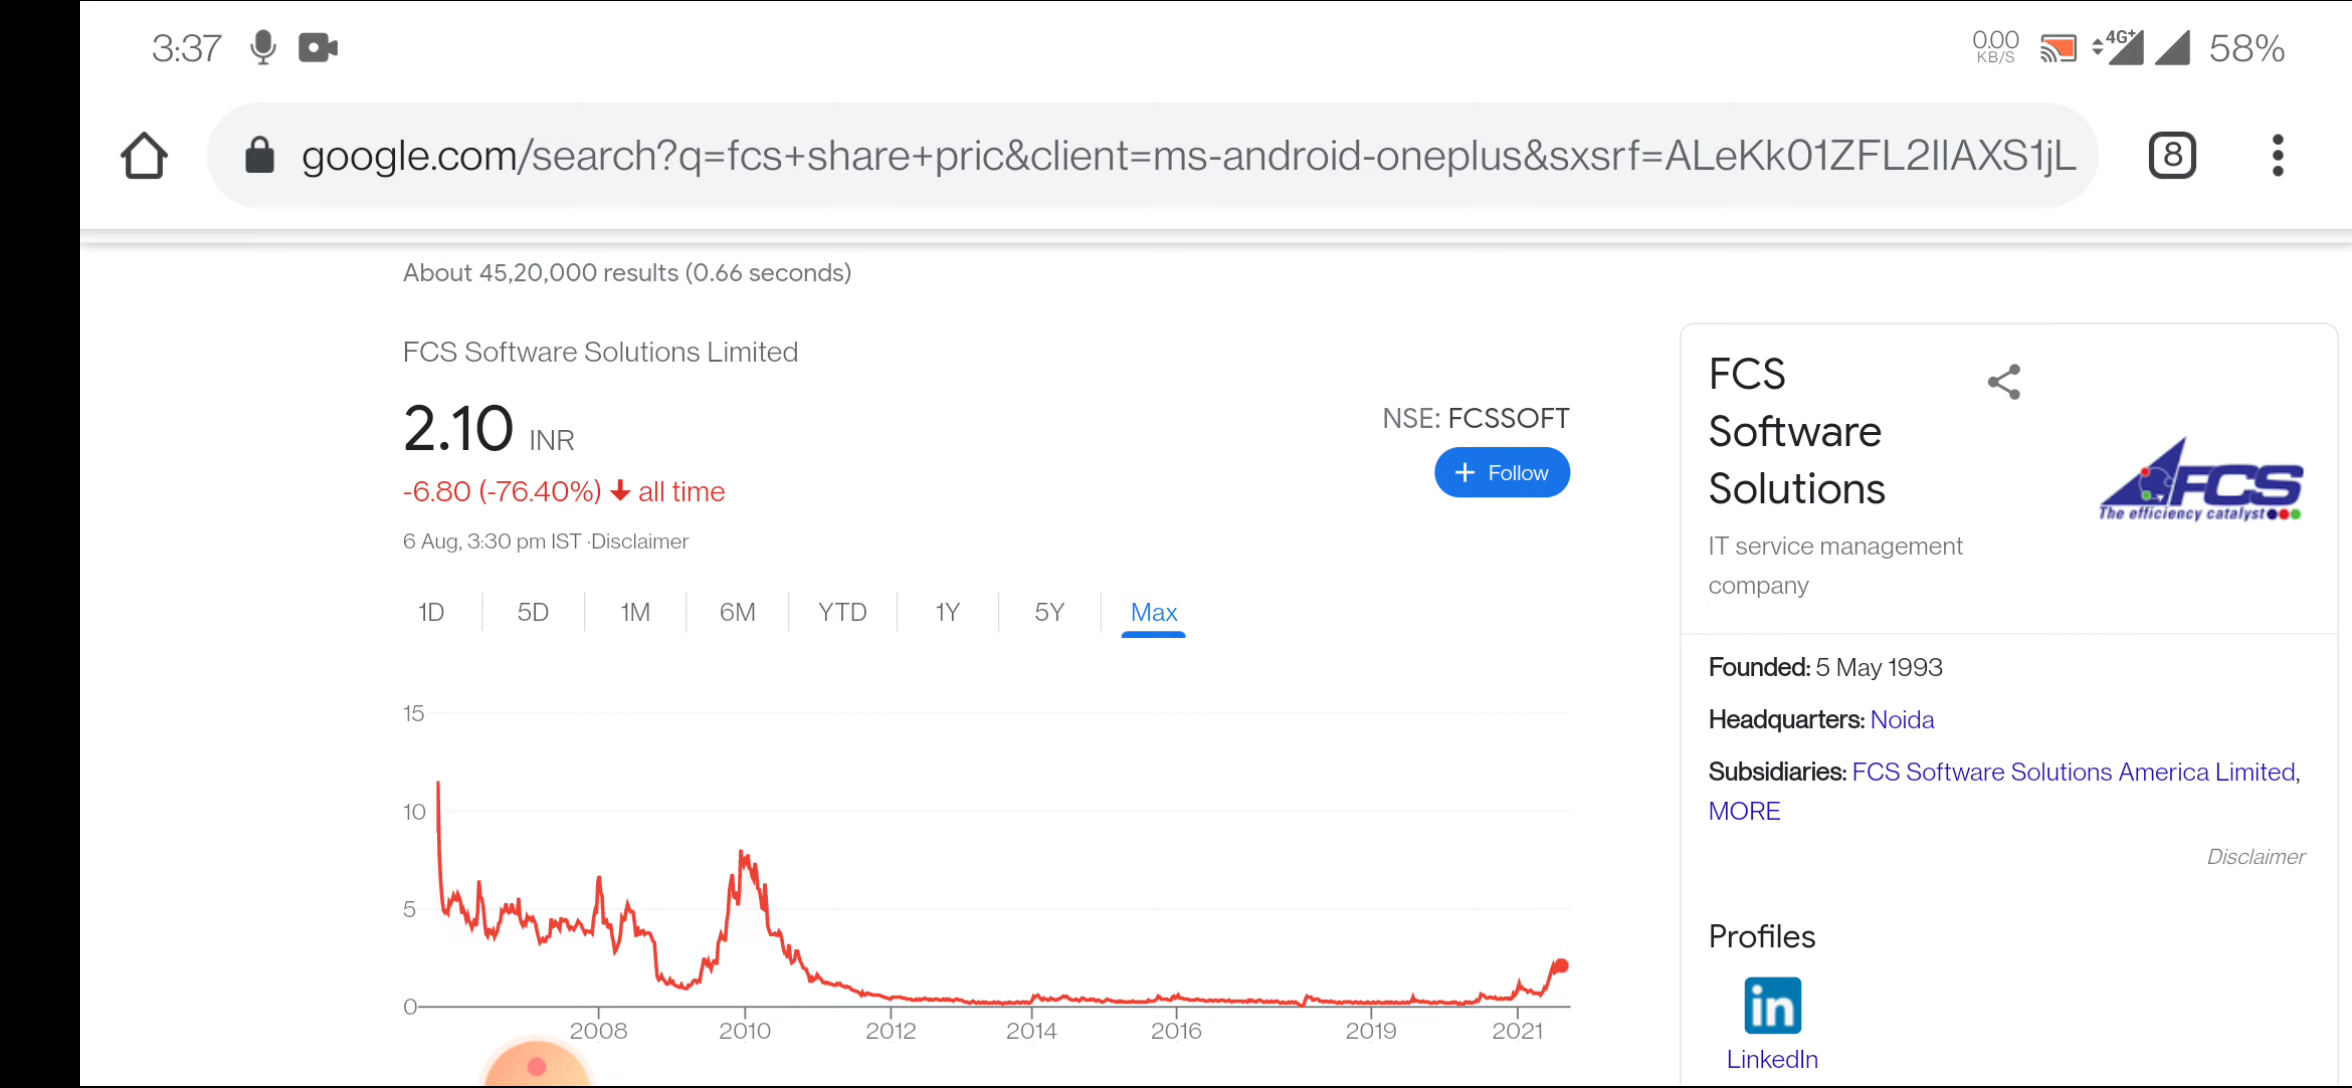 3:37
0.00 KB/S 4G+ 58%
google.com/search?q=fcs+share+pric&client=ms-android-oneplus&sxsrf=ALeKk01ZFL2IIAXS1jL
8
About 45,20,000 results (0.66 seconds)
FCS Software Solutions Limited
2.10 INR
-6.80 (-76.40%) all time
6 Aug, 3:30 pm IST ·Disclaimer
NSE: FCSSOFT
+ Follow
1D 5D 1M 6M YTD 1Y 5Y Max
15
10
5
0
2008 2010 2012 2014 2016 2019 2021
FCS
Software
Solutions
FCS
The efficiency catalyst
IT service management
company
Founded: 5 May 1993
Headquarters: Noida
Subsidiaries: FCS Software Solutions America Limited,
MORE
Disclaimer
Profiles
in
LinkedIn